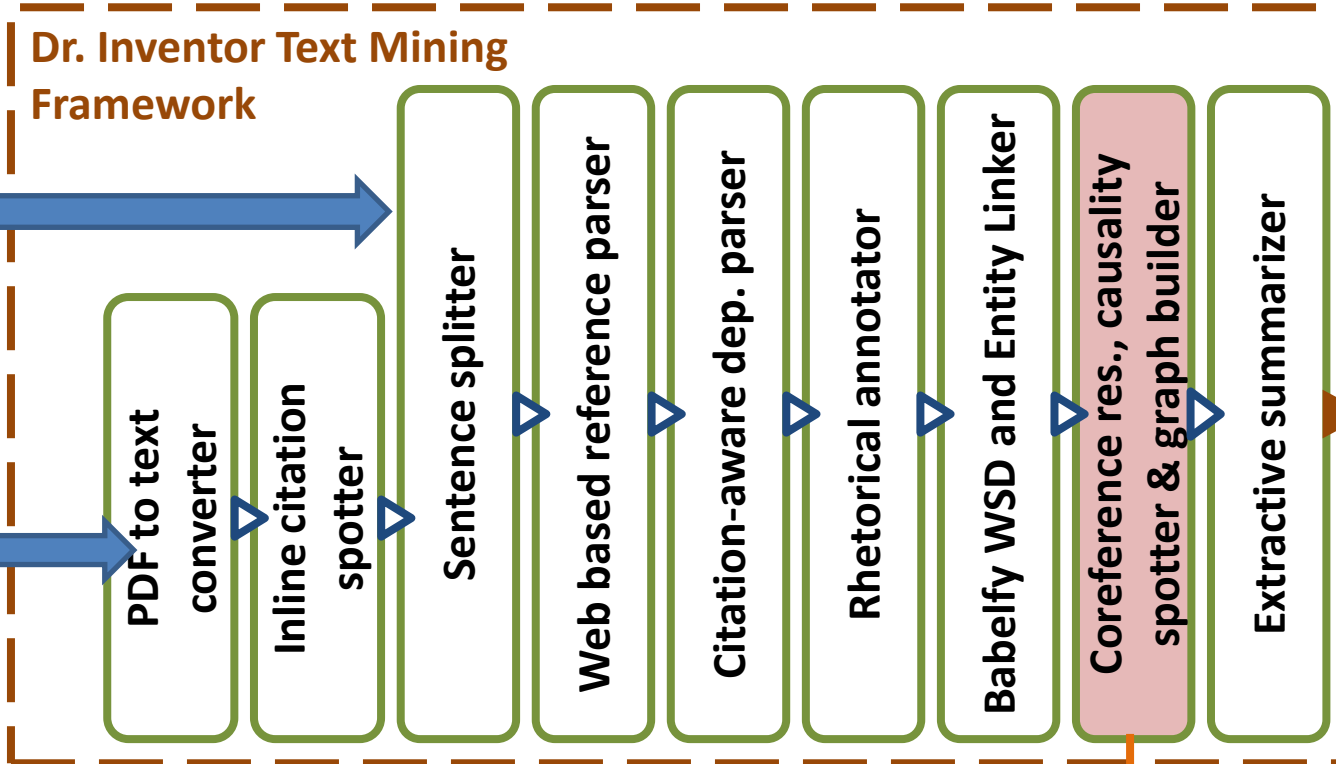 Dr. Inventor Text Mining
Framework
PDF to text
converter
Inline citation
spotter
Sentence splitter
Web based reference parser
Citation-aware dep. parser
Rhetorical annotator
Babelfy WSD and Entity Linker
Coreference res., causality
spotter & graph builder
Extractive summarizer